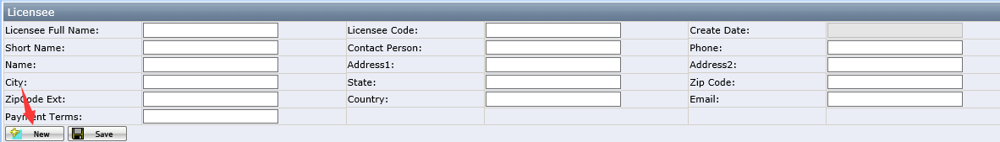 Licensee
Licensee Full Name: Licensee Code: Create Date:
Short Name: Contact Person: Phone:
Name: Address1: Address2:
City: State: Zip Code:
ZipCode Ext: Country: Email:
Payment Terms:
New Save